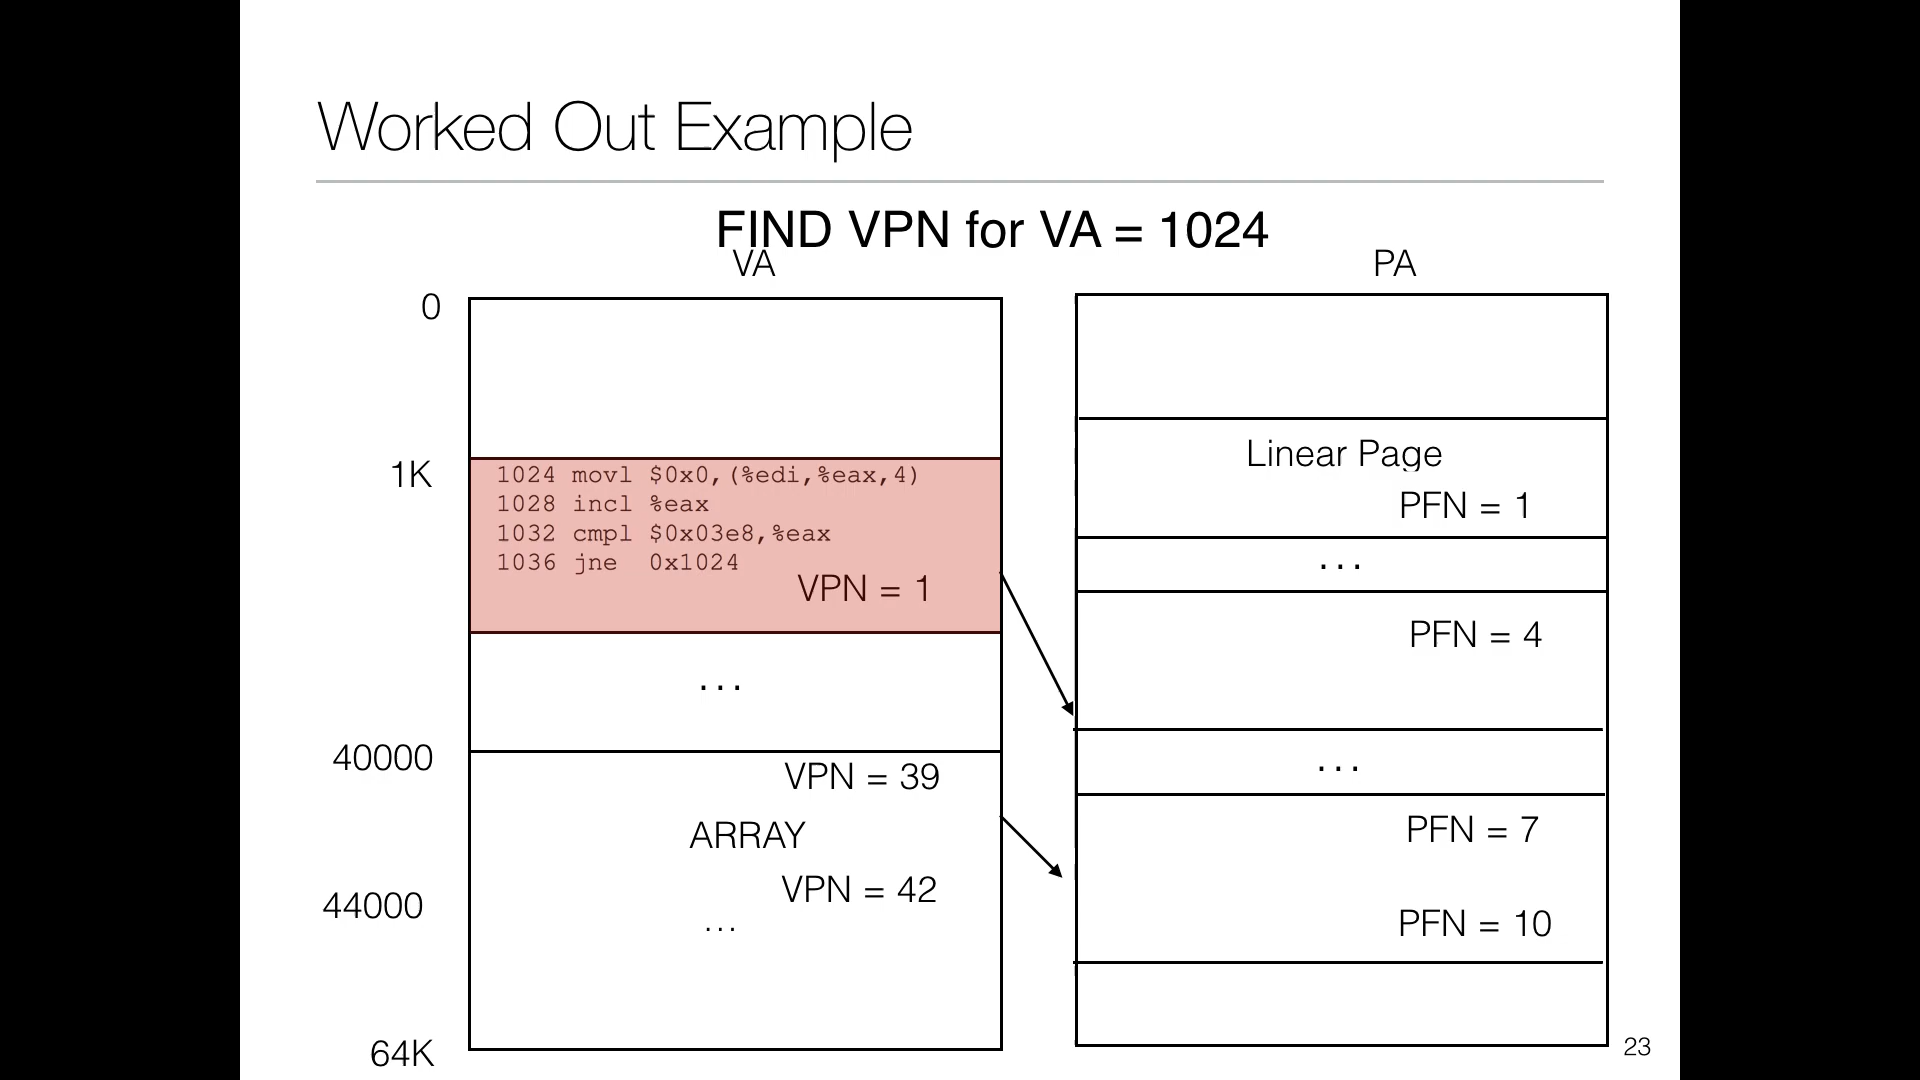 Worked Out Example
FIND VPN for VA = 1024
VA
PA
0
1K
1024 movl $0x0,(%edi,%eax,4)
1028 incl %eax
1032 cmpl $0x03e8,%eax
1036 jne 0x1024
VPN = 1
...
40000
VPN = 39
ARRAY
VPN = 42
44000
...
64K
Linear Page
PFN = 1
...
PFN = 4
...
PFN = 7
PFN = 10
23